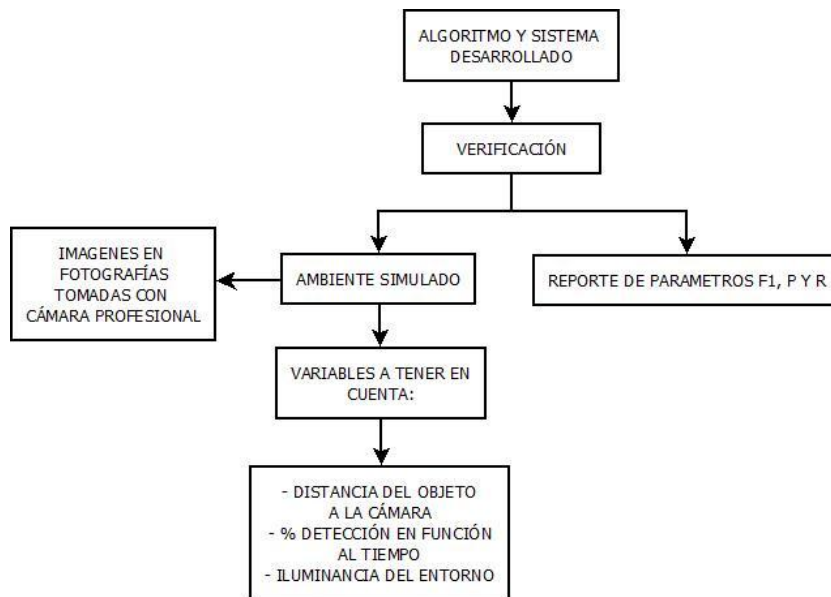 ALGORITMO Y SISTEMA
DESARROLLADO
VERIFICACIÓN
IMAGENES EN
FOTOGRAFÍAS
TOMADAS CON
CÁMARA PROFESIONAL
AMBIENTE SIMULADO
REPORTE DE PARAMETROS F1, P Y R
VARIABLES A TENER EN
CUENTA:
- DISTANCIA DEL OBJETO
A LA CÁMARA
- % DETECCIÓN EN FUNCIÓN
AL TIEMPO
- ILUMINANCIA DEL ENTORNO